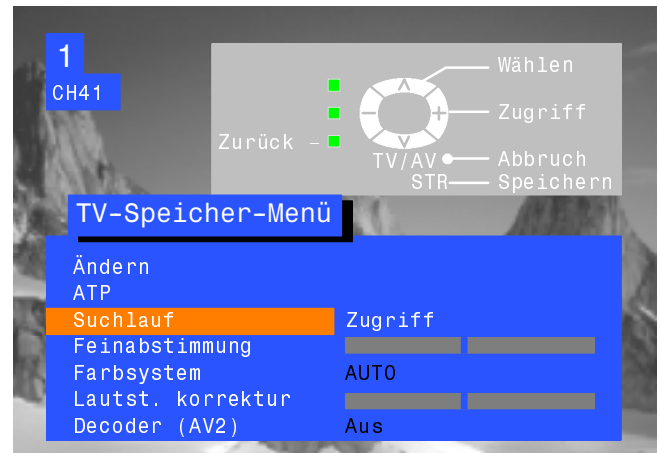 1
CH41
Wählen
Zugriff
Zurück –
TV/AV Abbruch
STR Speichern
TV-Speicher-Menü
Ändern
ATP
Suchlauf Zugriff
Feinabstimmung
Farbsystem AUTO
Lautst. korrektur
Decoder (AV2) Aus